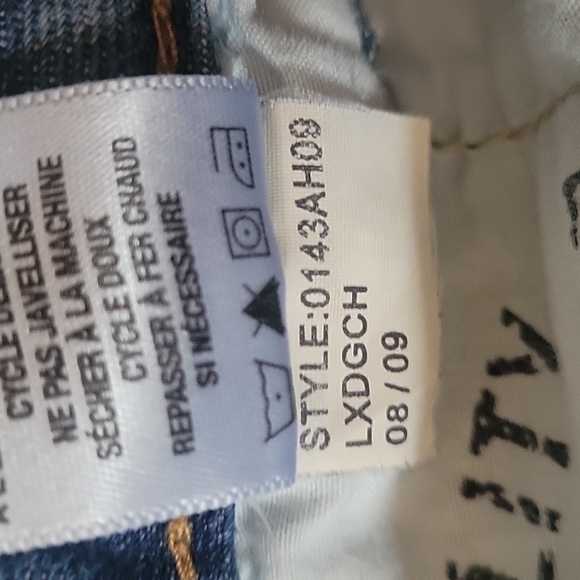 CYCLE
NE PAS JAVELLISER
SÉCHER À LA MACHINE
CYCLE DOUX
REPASSER À FER CHAUD
SI NÉCESSAIRE
STYLE:0143AH09
LXDGCH
08/09